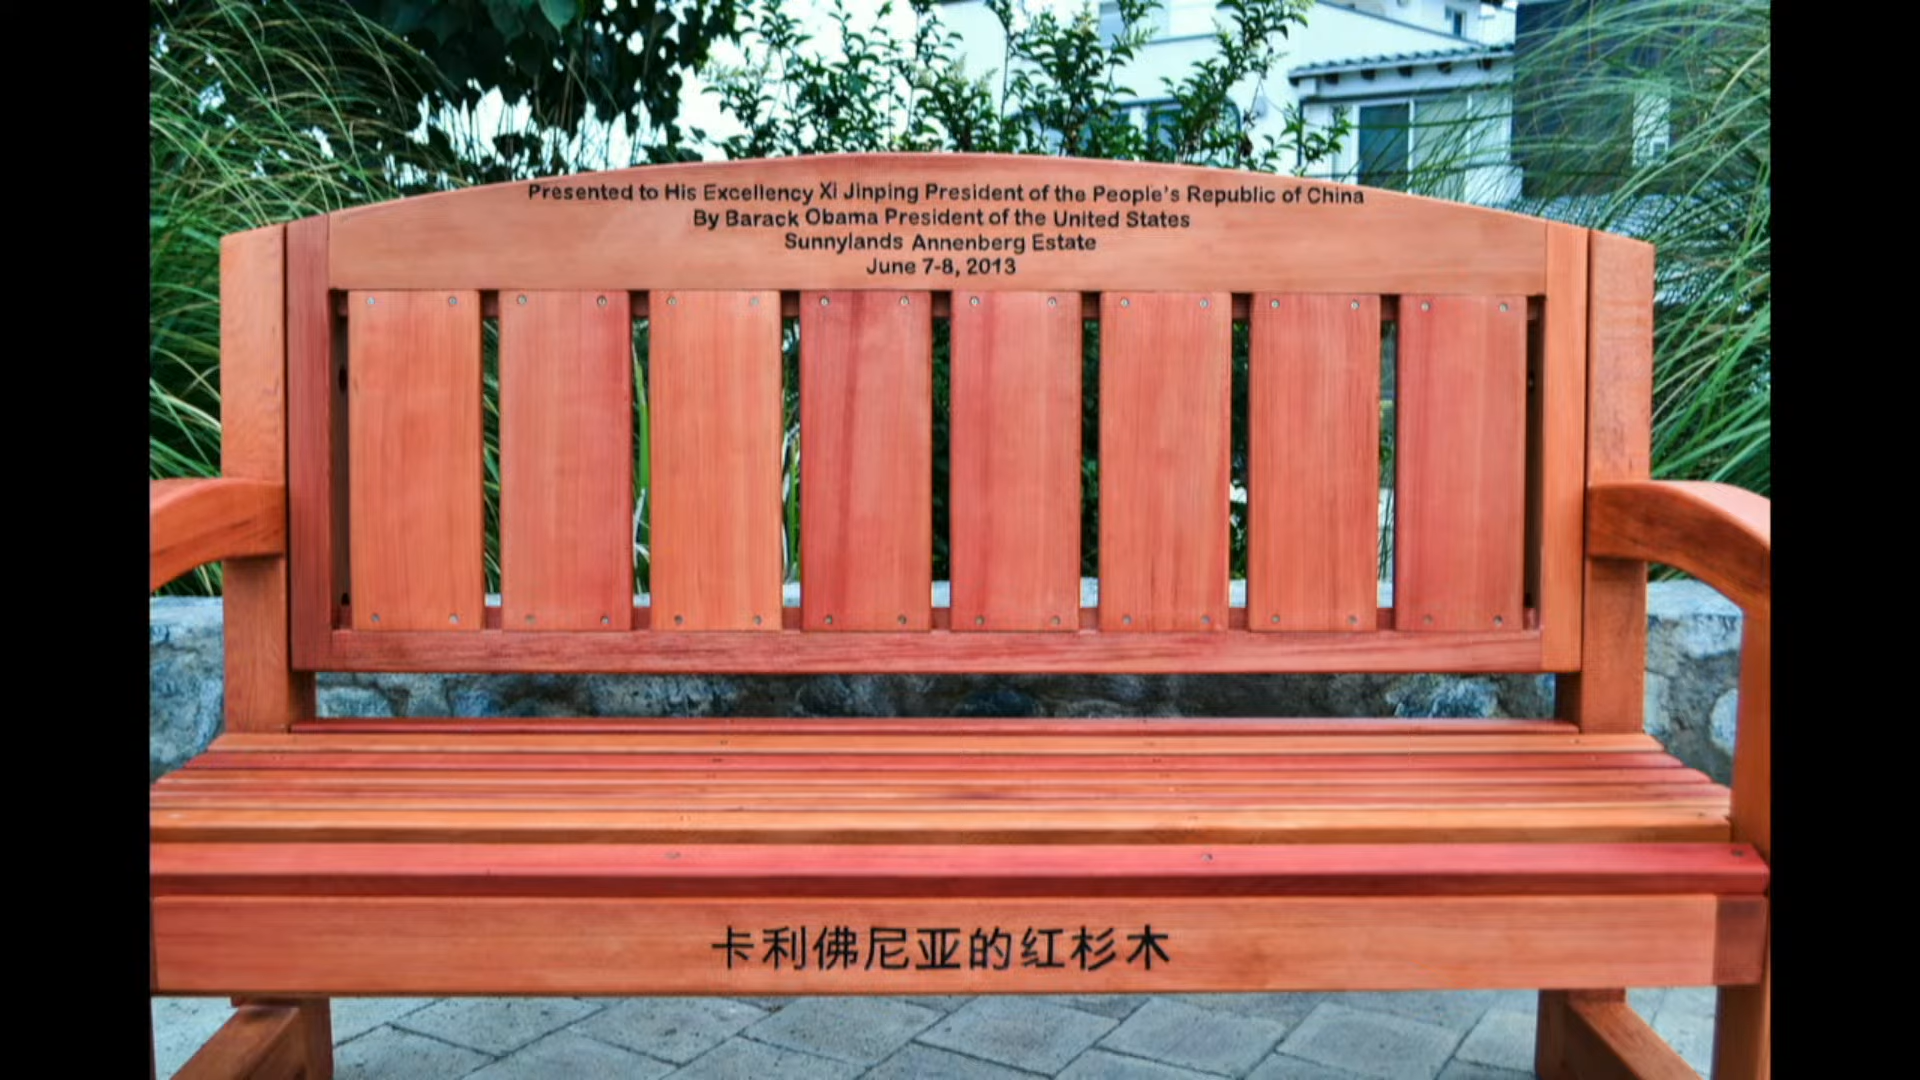 Presented to His Excellency Xi Jinping President of the People's Republic of China
By Barack Obama President of the United States
Sunnylands Annenberg Estate
June 7-8, 2013
卡利佛尼亚的红杉木